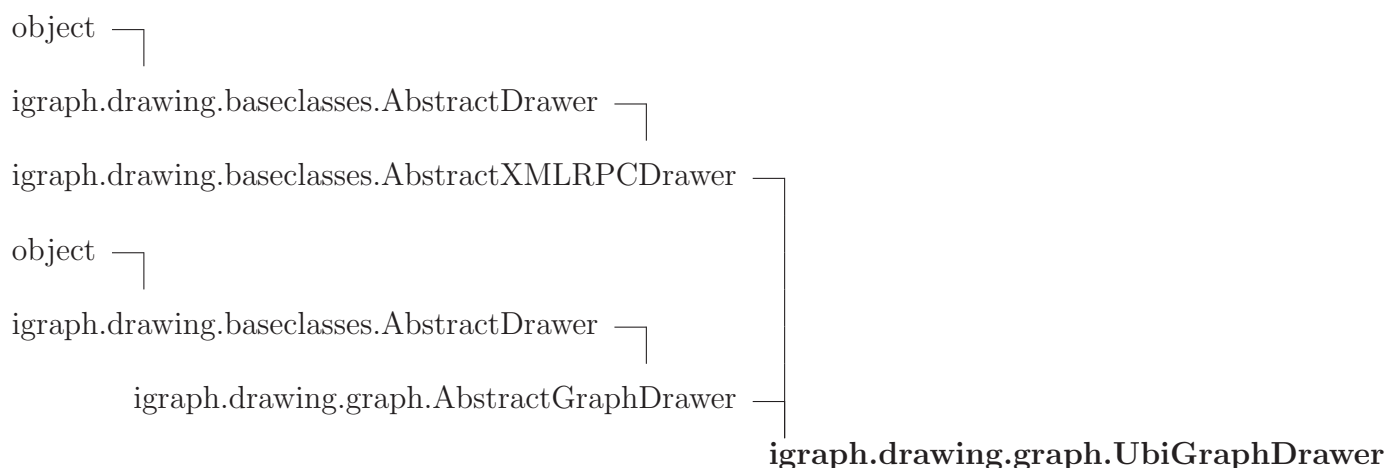 object
igraph.drawing.baseclasses.AbstractDrawer
igraph.drawing.baseclasses.AbstractXMLRPCDrawer
object
igraph.drawing.baseclasses.AbstractDrawer
igraph.drawing.graph.AbstractGraphDrawer
igraph.drawing.graph.UbiGraphDrawer